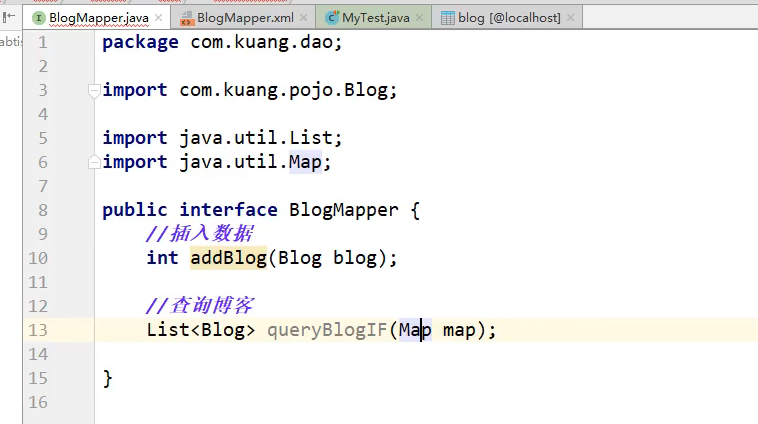 BlogMapper.java × BlogMapper.xml × MyTest.java × blog [@localhost] ×
1 package com.kuang.dao;
2
3 import com.kuang.pojo.Blog;
4
5 import java.util.List;
6 import java.util.Map;
7
8 public interface BlogMapper {
9 //插入数据
10 int addBlog(Blog blog);
11
12 //查询博客
13 List<Blog> queryBlogIF(Map map);
14
15 }
16